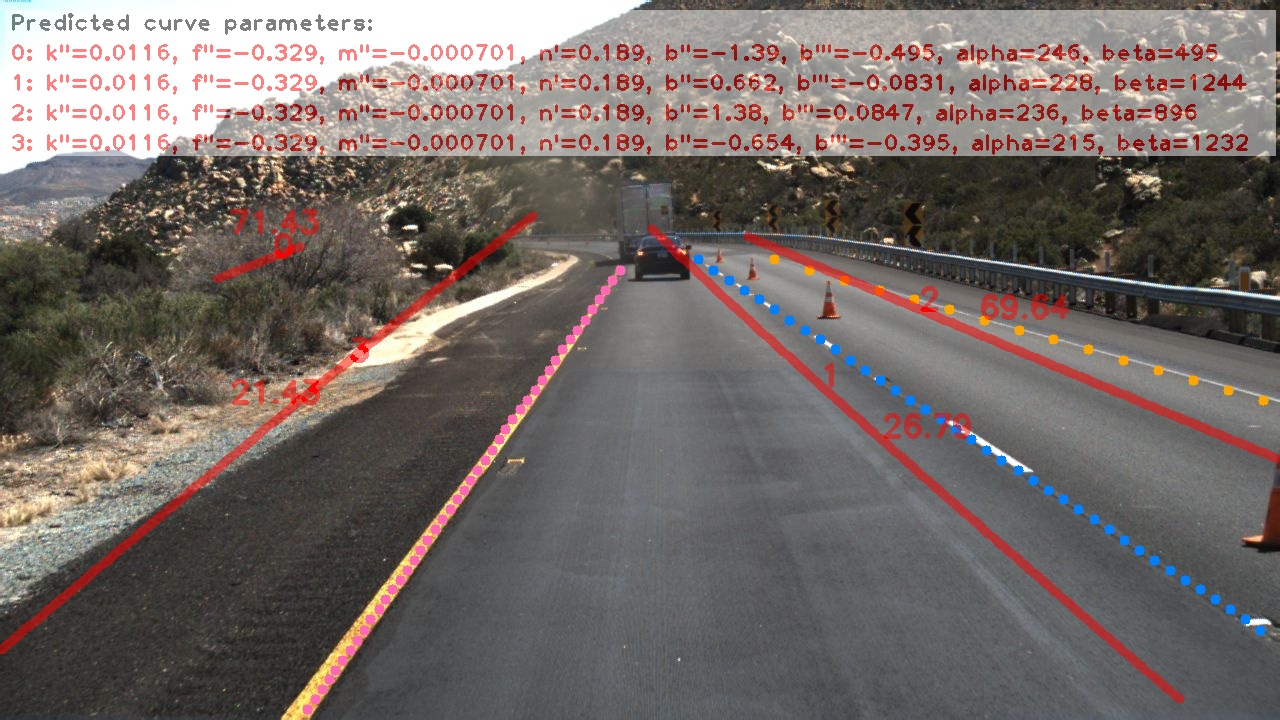 Predicted curve parameters:
0: k''=0.0116, f''=-0.329, m''=-0.000701, n'=0.189, b''=-1.39, b'''=-0.495, alpha=246, beta=495
1: k''=0.0116, f''=-0.329, m''=-0.000701, n'=0.189, b''=0.662, b'''=-0.0831, alpha=228, beta=1244
2: k''=0.0116, f''=-0.329, m''=-0.000701, n'=0.189, b''=1.38, b'''=0.0847, alpha=236, beta=896
3: k''=0.0116, f''=-0.329, m''=-0.000701, n'=0.189, b''=-0.654, b'''=-0.395, alpha=215, beta=1232
71.43
0
2
69.64
3
1
21.43
26.79